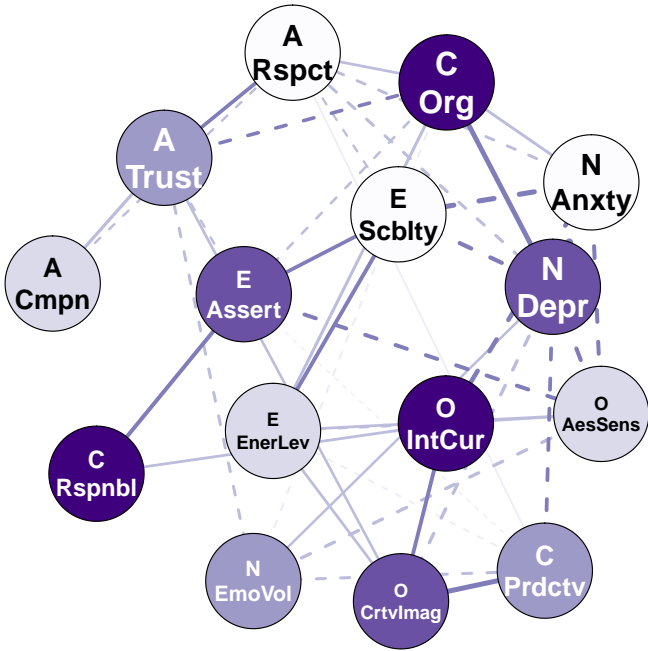 A
Rspct
C
Org
A
Trust
N
Anxty
E
Scblty
A
Cmpn
E
Assert
N
Depr
E
EnerLev
O
IntCur
O
AesSens
C
Rspnbl
N
EmoVol
O
CrtvImag
C
Prdctv